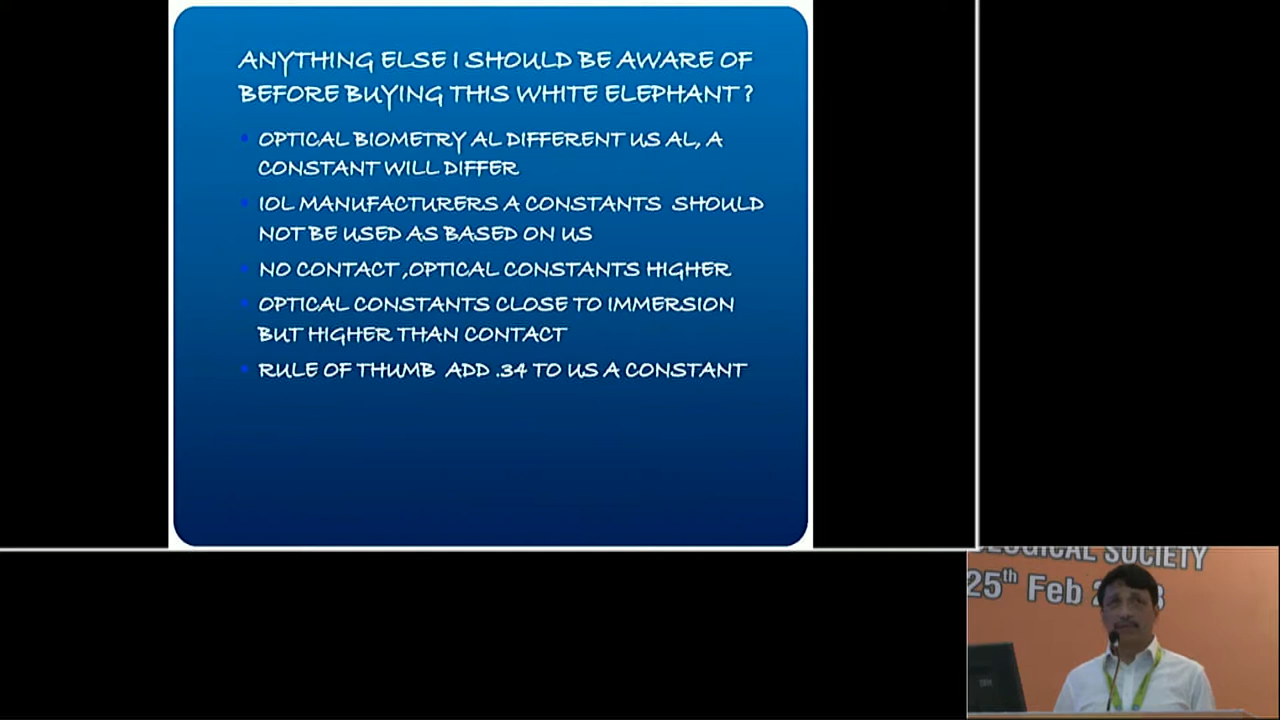 ANYTHING ELSE I SHOULD BE AWARE OF
BEFORE BUYING THIS WHITE ELEPHANT ?
OPTICAL BIOMETRY AL DIFFERENT US AL, A
CONSTANT WILL DIFFER
IOL MANUFACTURERS A CONSTANTS SHOULD
NOT BE USED AS BASED ON US
NO CONTACT ,OPTICAL CONSTANTS HIGHER
OPTICAL CONSTANTS CLOSE TO IMMERSION
BUT HIGHER THAN CONTACT
RULE OF THUMB ADD .34 TO US A CONSTANT
SOCIETY
25th Feb